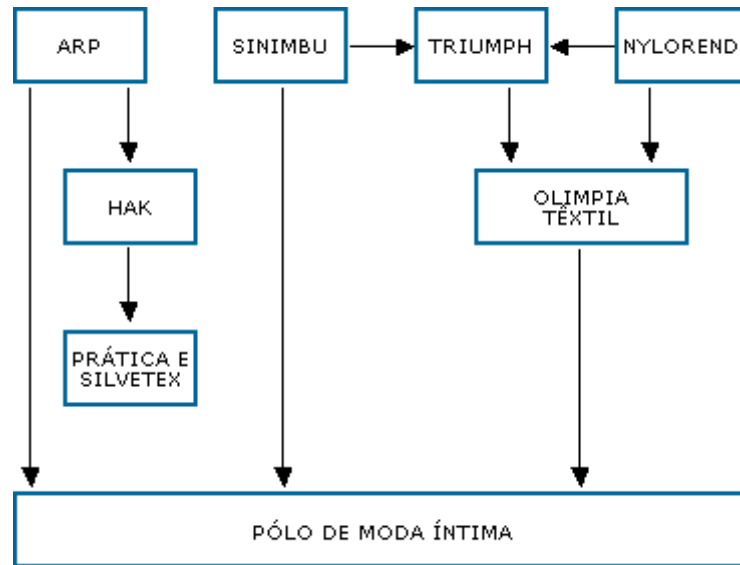 ARP
SINIMBU
TRIUMPH
NYLOREND
HAK
OLIMPIA
TÊXTIL
PRÁTICA E
SILVETEX
PÓLO DE MODA ÍNTIMA